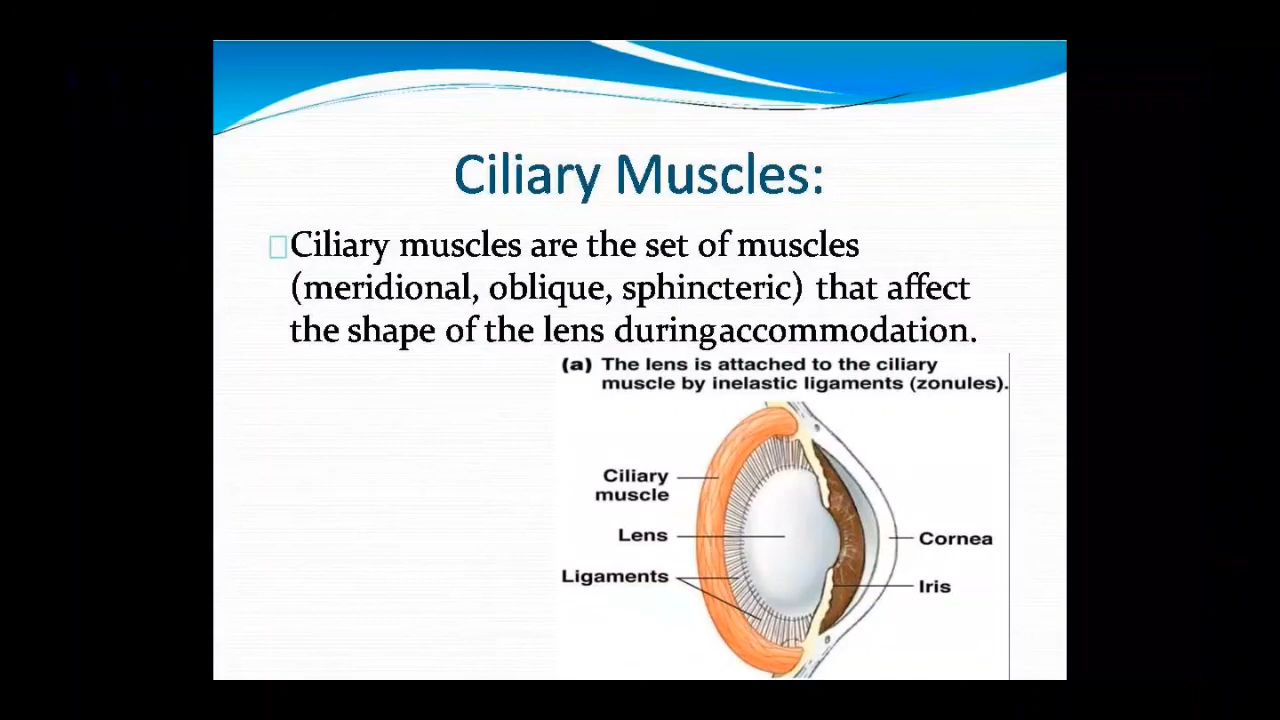 Ciliary Muscles:
Ciliary muscles are the set of muscles
(meridional, oblique, sphincteric) that affect
the shape of the lens duringaccommodation.
(a) The lens is attached to the ciliary
muscle by inelastic ligaments (zonules).
Ciliary
muscle
Lens
Ligaments
Cornea
Iris